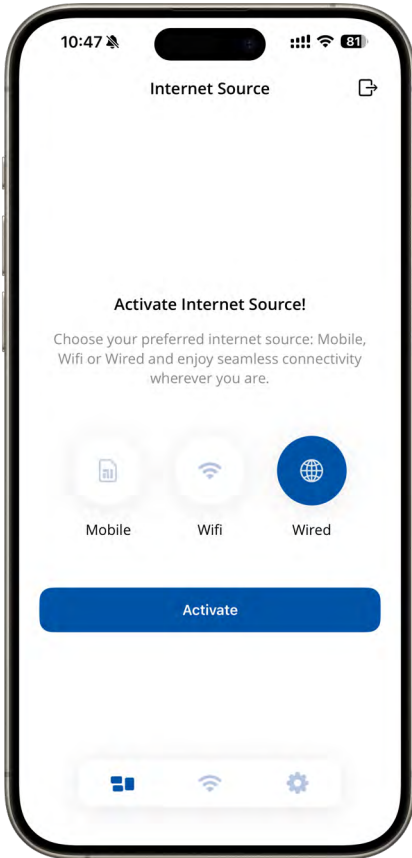 10:47
81
Internet Source
Activate Internet Source!
Choose your preferred internet source: Mobile,
Wifi or Wired and enjoy seamless connectivity
wherever you are.
Mobile Wifi Wired
Activate